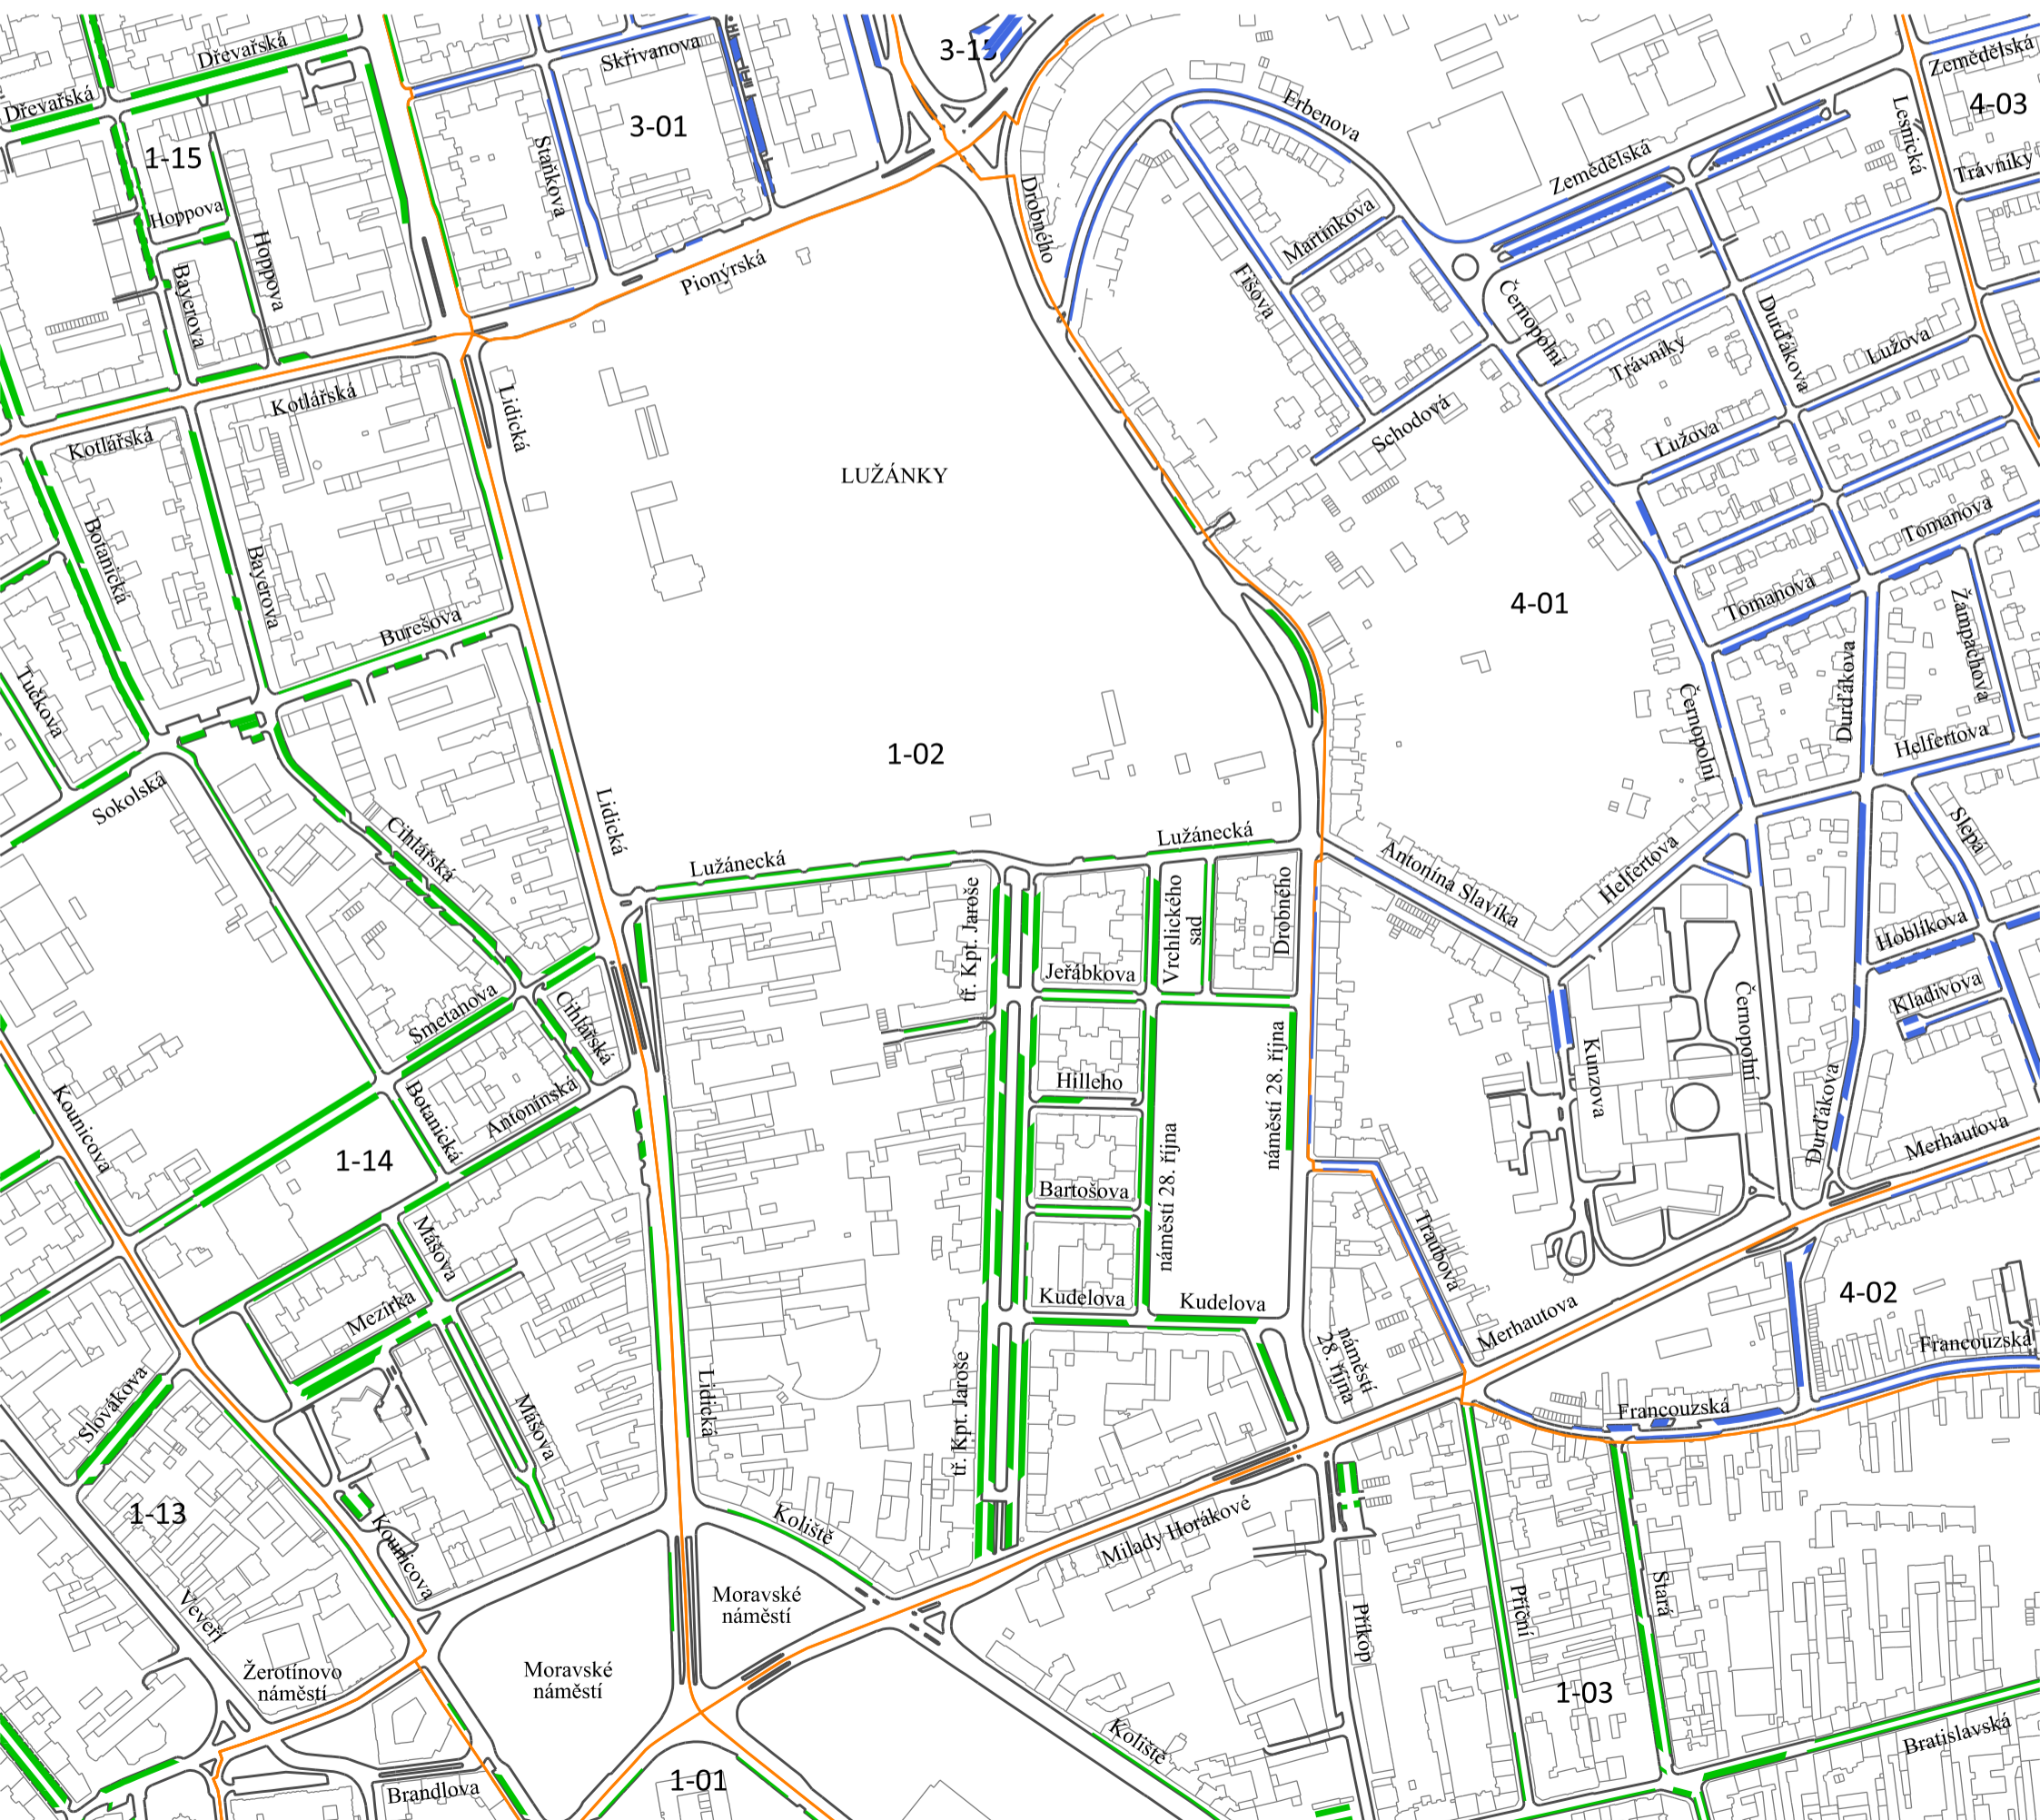 Dřevařská
Skřivanova
3-15
Zemědělská
Dřevařská
Erbenova
4-03
3-01
Lesnická
1-15
Staňkova
Zemědělská
Trávníky
Hoppova
Drobného
Martinkova
Hoppova
Pionýrská
Fišova
Bayerova
Černopolní
Durďákova
Trávníky
Lužova
Kotlářská
Lidická
Schodová
Kotlářská
Lužova
LUŽÁNKY
Botanická
Tomanova
Bayerova
4-01
Tomanova
Žampachova
Burešova
Tučkova
Durďákova
Černopolní
Helfertova
1-02
Sokolská
Lidická
Cihlářská
Lužánecká
Lužánecká
Slepá
Antonína Slavíka
Helfertova
tř. Kpt. Jaroše
Vrchlického
sad
Drobného
Hoblíkova
Jeřábkova
Smetanova
Cihlářská
Kladivova
Černopolní
náměstí 28. října
Kunzova
Hilleho
Kounicova
Botanická
Antonínská
Durďákova
Merhautova
1-14
náměstí 28. října
Bartošova
Mášova
Traubova
Mezírka
Kudelova
Kudelova
4-02
Merhautova
Francouzská
náměstí
28. října
Slovákova
Lidická
tř. Kpt. Jaroše
Mášova
Francouzská
1-13
Koliště
Milady Horákové
Kounicova
Veveří
Moravské
náměstí
Příkop
Příční
Stará
Žerotínovo
náměstí
Moravské
náměstí
1-03
Koliště
Bratislavská
1-01
Brandlova